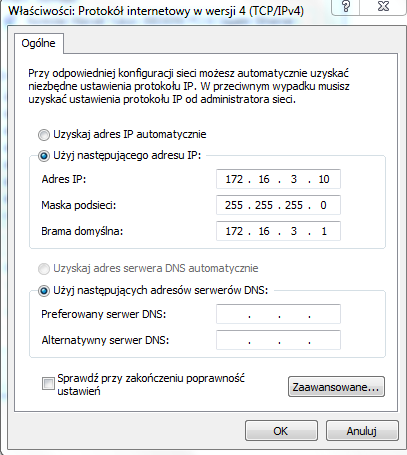 Właściwości: Protokół internetowy w wersji 4 (TCP/IPv4)
Ogólne
Przy odpowiedniej konfiguracji sieci możesz automatycznie uzyskać
niezbędne ustawienia protokołu IP. W przeciwnym wypadku musisz
uzyskać ustawienia protokołu IP od administratora sieci.
Uzyskaj adres IP automatycznie
Użyj następującego adresu IP:
Adres IP: 172 . 16 . 3 . 10
Maska podsieci: 255 . 255 . 255 . 0
Brama domyślna: 172 . 16 . 3 . 1
Uzyskaj adres serwera DNS automatycznie
Użyj następujących adresów serwerów DNS:
Preferowany serwer DNS: . . .
Alternatywny serwer DNS: . . .
Sprawdź przy zakończeniu poprawność
ustawień
Zaawansowane...
OK Anuluj